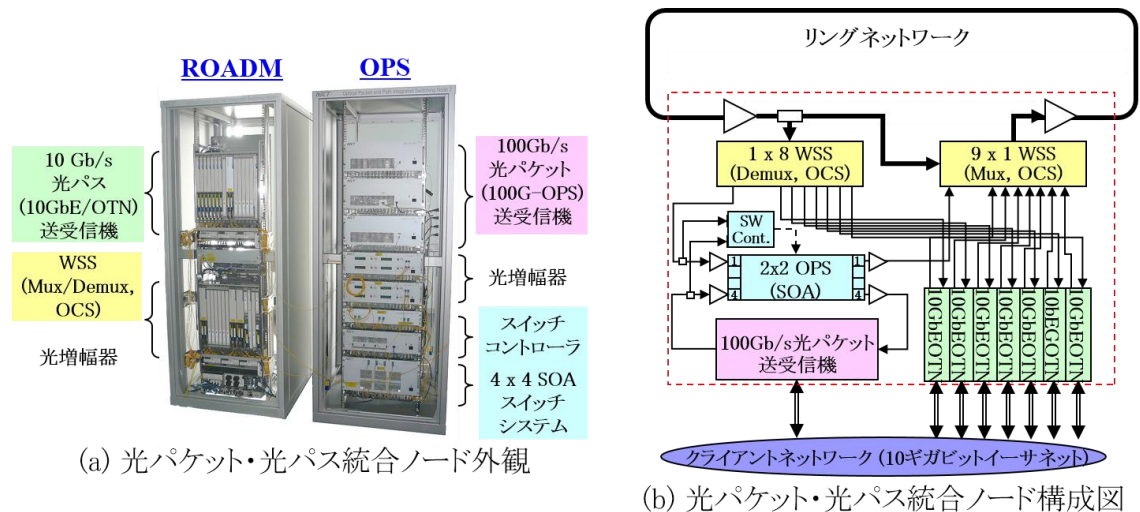 ROADM
OPS
10 Gb/s
光パス
(10GbE/OTN)
送受信機
WSS
(Mux/Demux,
OCS)
光増幅器
100Gb/s
光パケット
(100G-OPS)
送受信機
光増幅器
スイッチ
コントローラ
4 x 4 SOA
スイッチ
システム
(a) 光パケット・光パス統合ノード外観
リングネットワーク
1 x 8 WSS
(Demux, OCS)
9 x 1 WSS
(Mux, OCS)
SW
Cont.
1
4
2x2 OPS
(SOA)
1
4
100Gb/s光パケット
送受信機
10GbEOTN
10GbEOTN
10GbEOTN
10GbEOTN
10GbEOTN
10bEGOTN
10GbEOTN
クライアントネットワーク (10ギガビットイーサネット)
(b) 光パケット・光パス統合ノード構成図